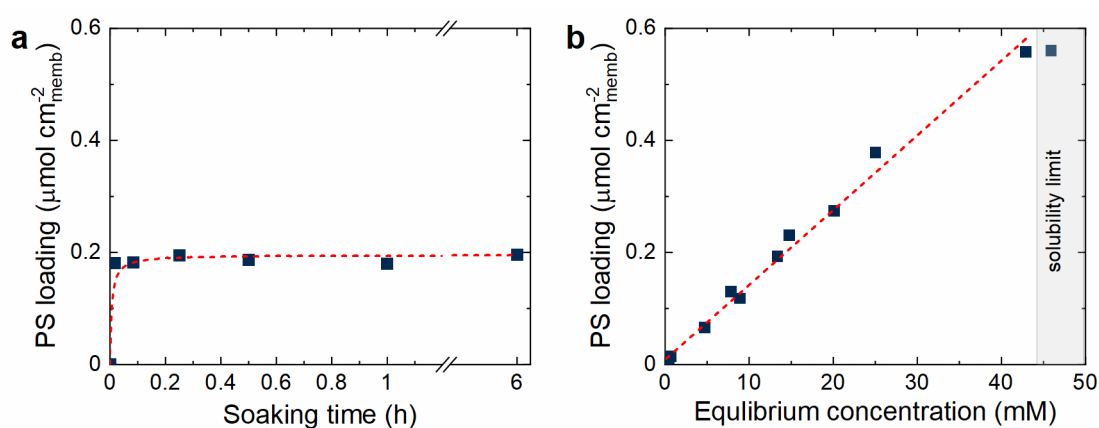 a
PS loading (μmol cm⁻²memb)
0.6
0.4
0.2
0
0 0.2 0.4 0.6 0.8 1 6
Soaking time (h)
b
PS loading (μmol cm⁻²memb)
0.6
0.4
0.2
0
solubility limit
0 10 20 30 40 50
Equlibrium concentration (mM)